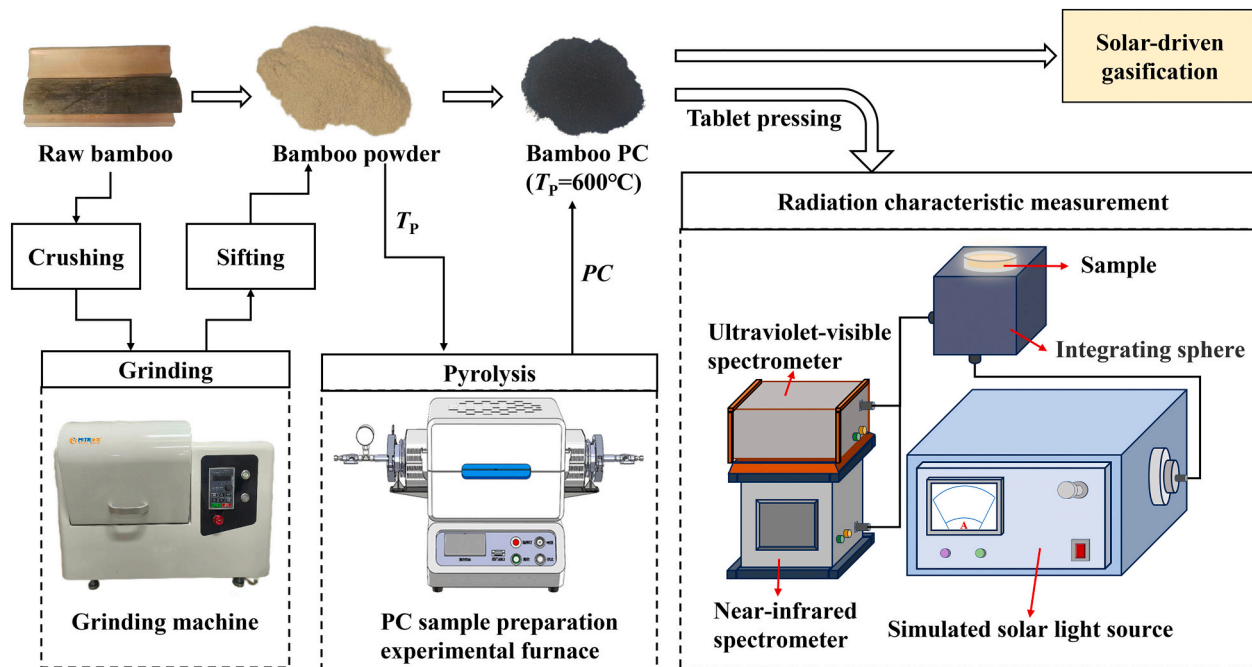 Raw bamboo
Bamboo powder
Bamboo PC
(TP=600℃)
Solar-driven
gasification
Tablet pressing
Radiation characteristic measurement
Crushing
Sifting
TP
PC
Grinding
Pyrolysis
Sample
Integrating sphere
Ultraviolet-visible
spectrometer
A
Grinding machine
PC sample preparation
experimental furnace
Near-infrared
spectrometer
Simulated solar light source